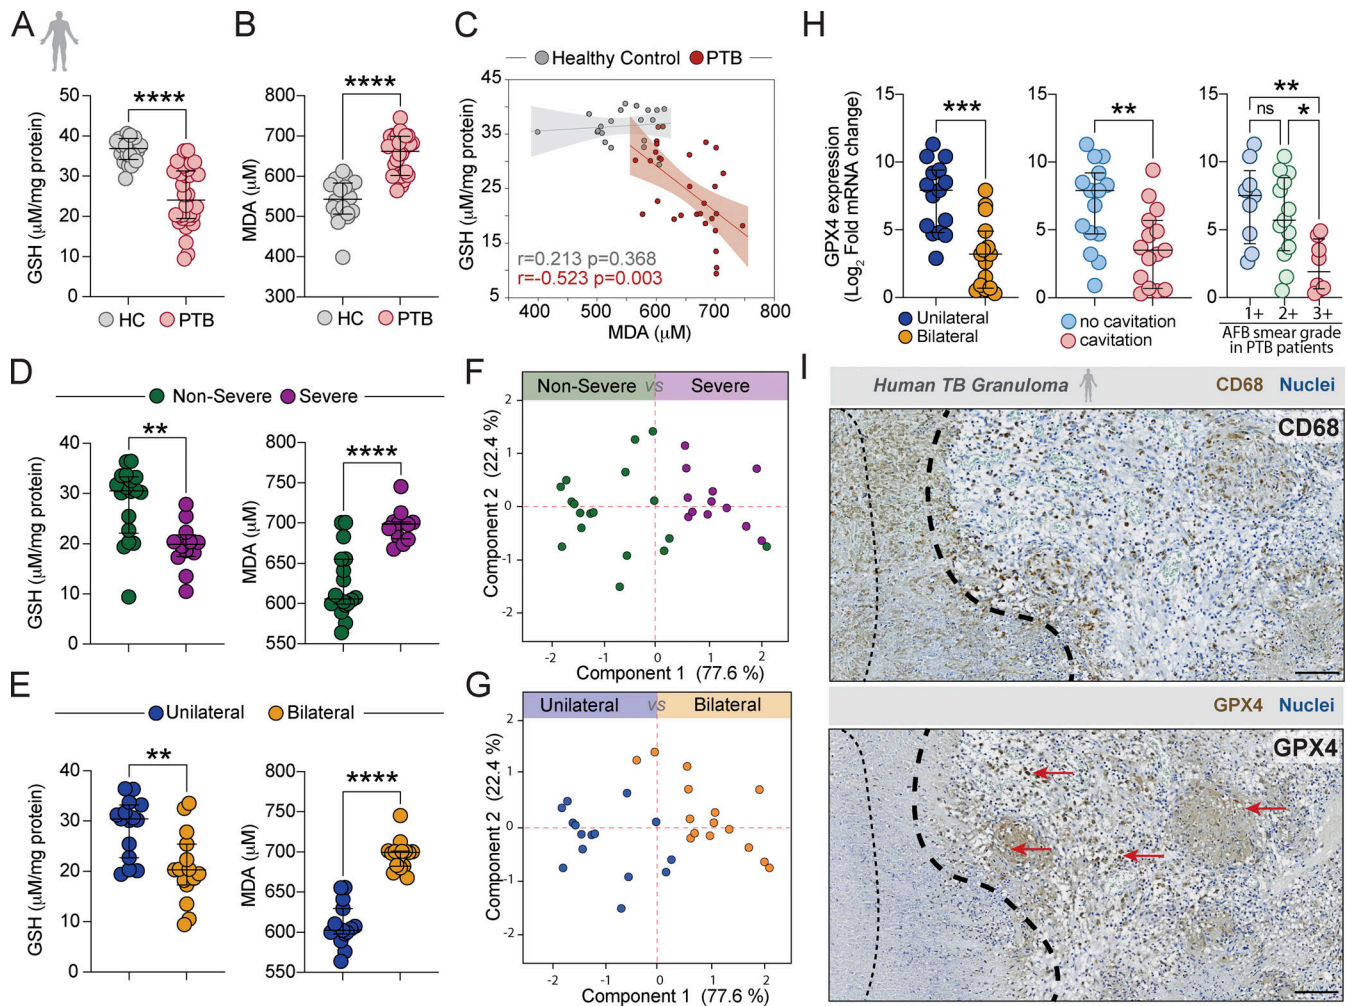 A
****
GSH (µM/mg protein)
50
40
30
20
10
0
HC
PTB
B
****
MDA (µM)
800
700
600
500
400
300
HC
PTB
C
Healthy Control
PTB
GSH (µM/mg protein)
45
35
25
15
5
r=0.213 p=0.368
r=-0.523 p=0.003
400
500
600
700
800
MDA (µM)
H
GPX4 expression
(Log2 Fold mRNA change)
15
10
5
0
***
Unilateral
Bilateral
15
10
5
0
**
no cavitation
cavitation
15
10
5
0
**
ns
*
1+ 2+ 3+
AFB smear grade
in PTB patients
D
Non-Severe
Severe
GSH (µM/mg protein)
40
30
20
10
0
**
MDA (µM)
800
700
600
550
****
F
Non-Severe vs Severe
Component 2 (22.4 %)
2
1
0
-1
-2
-2
-1
0
1
2
Component 1 (77.6 %)
I
Human TB Granuloma
CD68 Nuclei
CD68
E
Unilateral
Bilateral
GSH (µM/mg protein)
40
30
20
10
0
**
MDA (µM)
800
700
600
550
****
G
Unilateral vs Bilateral
Component 2 (22.4 %)
2
1
0
-1
-2
-2
-1
0
1
2
Component 1 (77.6 %)
GPX4 Nuclei
GPX4